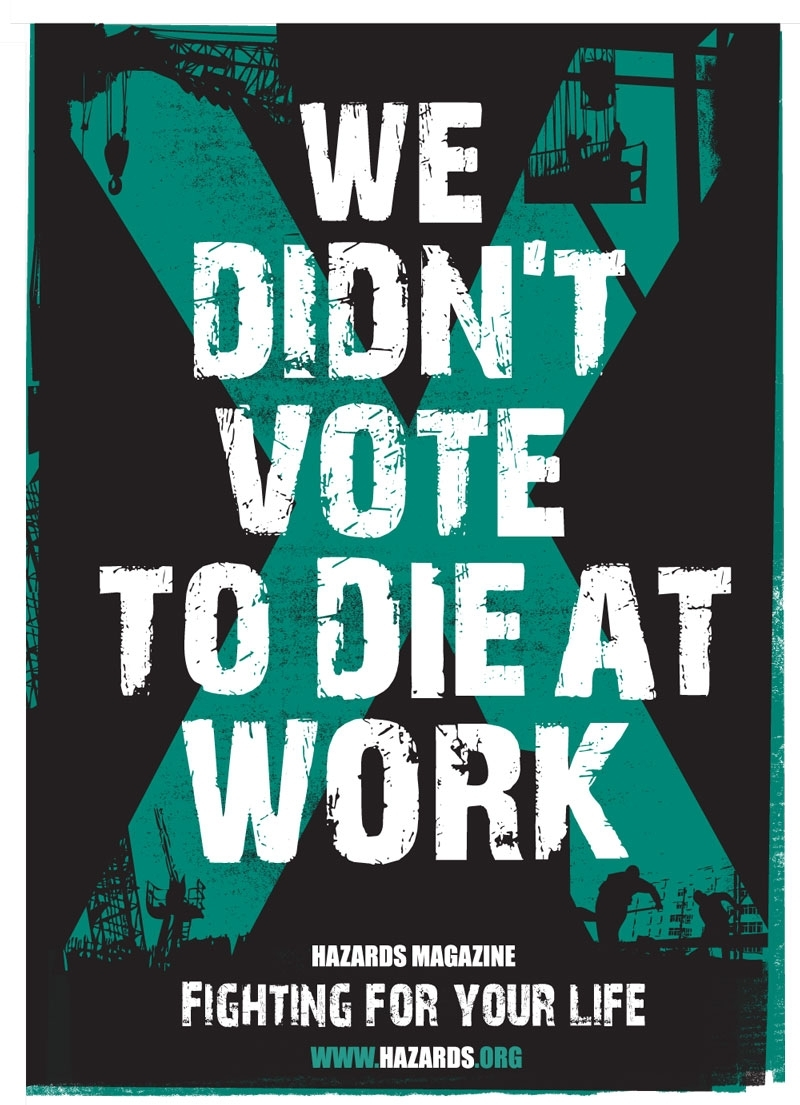 WE
DIDN'T
VOTE
TO DIE AT
WORK
HAZARDS MAGAZINE
FIGHTING FOR YOUR LIFE
WWW.HAZARDS.ORG